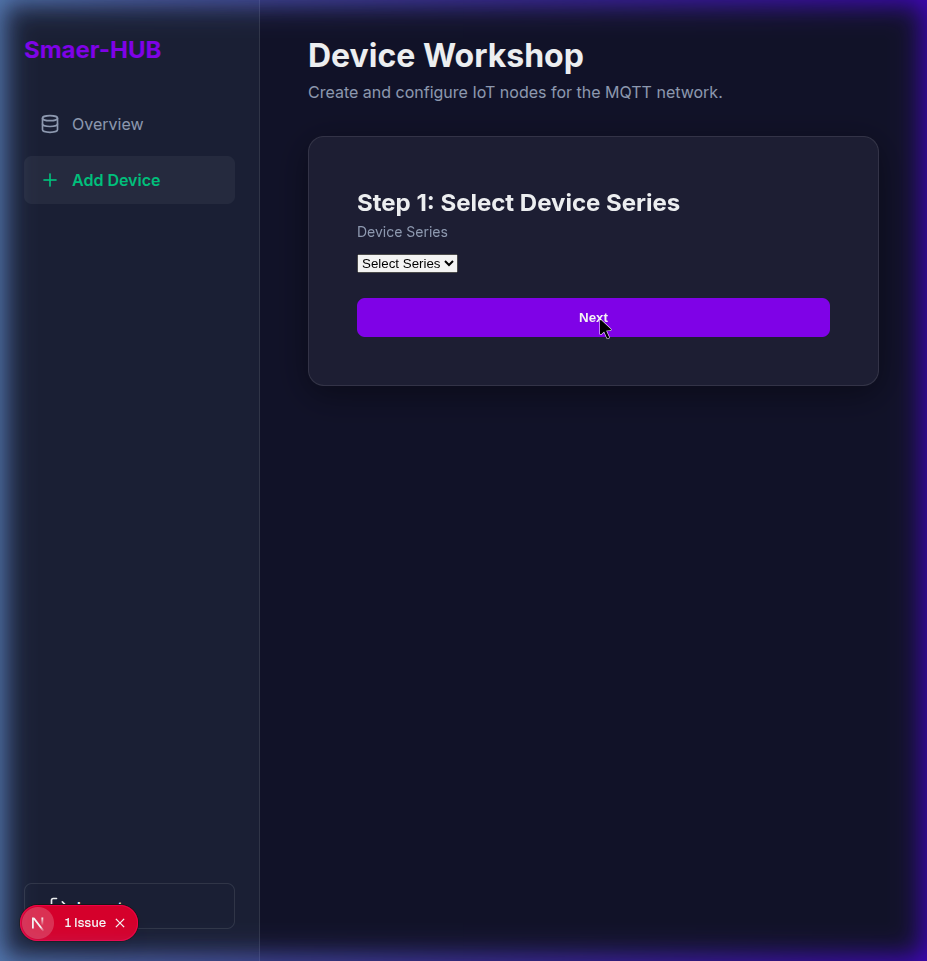 Smaer-HUB
Overview
Add Device
Device Workshop
Create and configure IoT nodes for the MQTT network.
Step 1: Select Device Series
Device Series
Select Series
Next
1 Issue